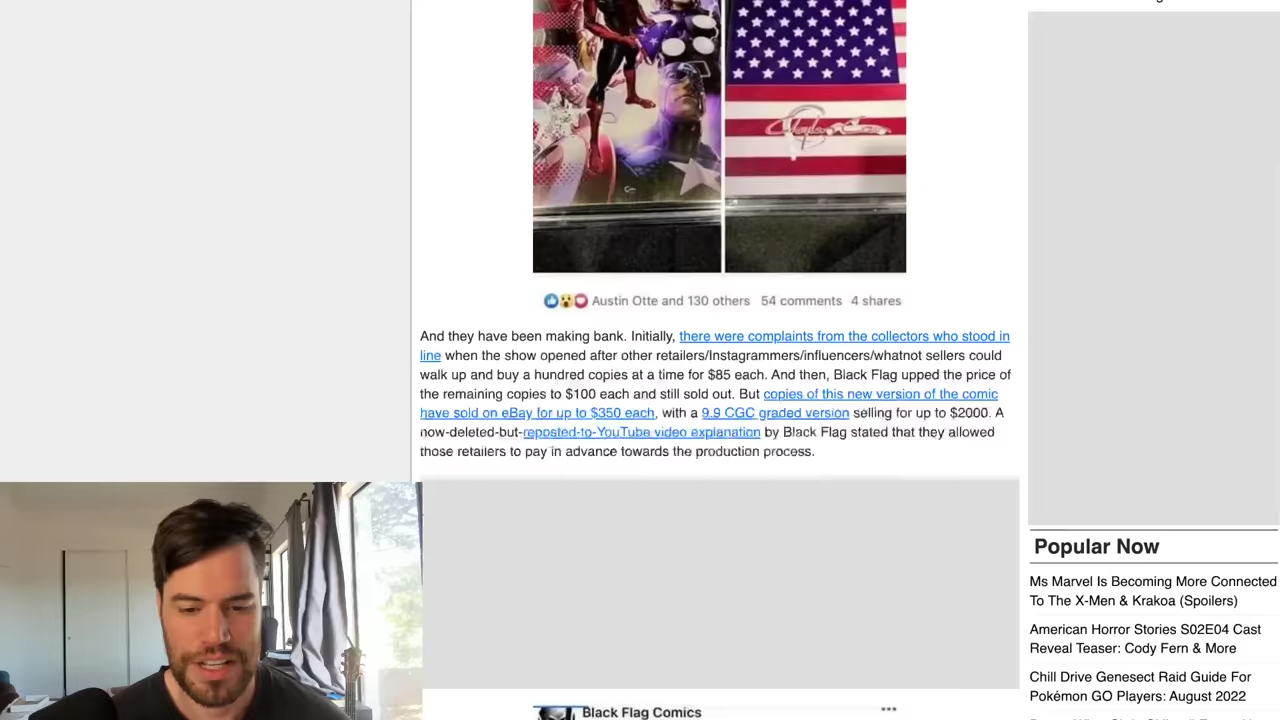 Austin Otte and 130 others 54 comments 4 shares
And they have been making bank. Initially, there were complaints from the collectors who stood in
line when the show opened after other retailers/Instagrammers/influencers/whatnot sellers could
walk up and buy a hundred copies at a time for $85 each. And then, Black Flag upped the price of
the remaining copies to $100 each and still sold out. But copies of this new version of the comic
have sold on eBay for up to $350 each, with a 9.9 CGC graded version selling for up to $2000. A
now-deleted-but-reposted-to-YouTube video explanation by Black Flag stated that they allowed
those retailers to pay in advance towards the production process.
Black Flag Comics
Popular Now
Ms Marvel Is Becoming More Connected
To The X-Men & Krakoa (Spoilers)
American Horror Stories S02E04 Cast
Reveal Teaser: Cody Fern & More
Chill Drive Genesect Raid Guide For
Pokémon GO Players: August 2022